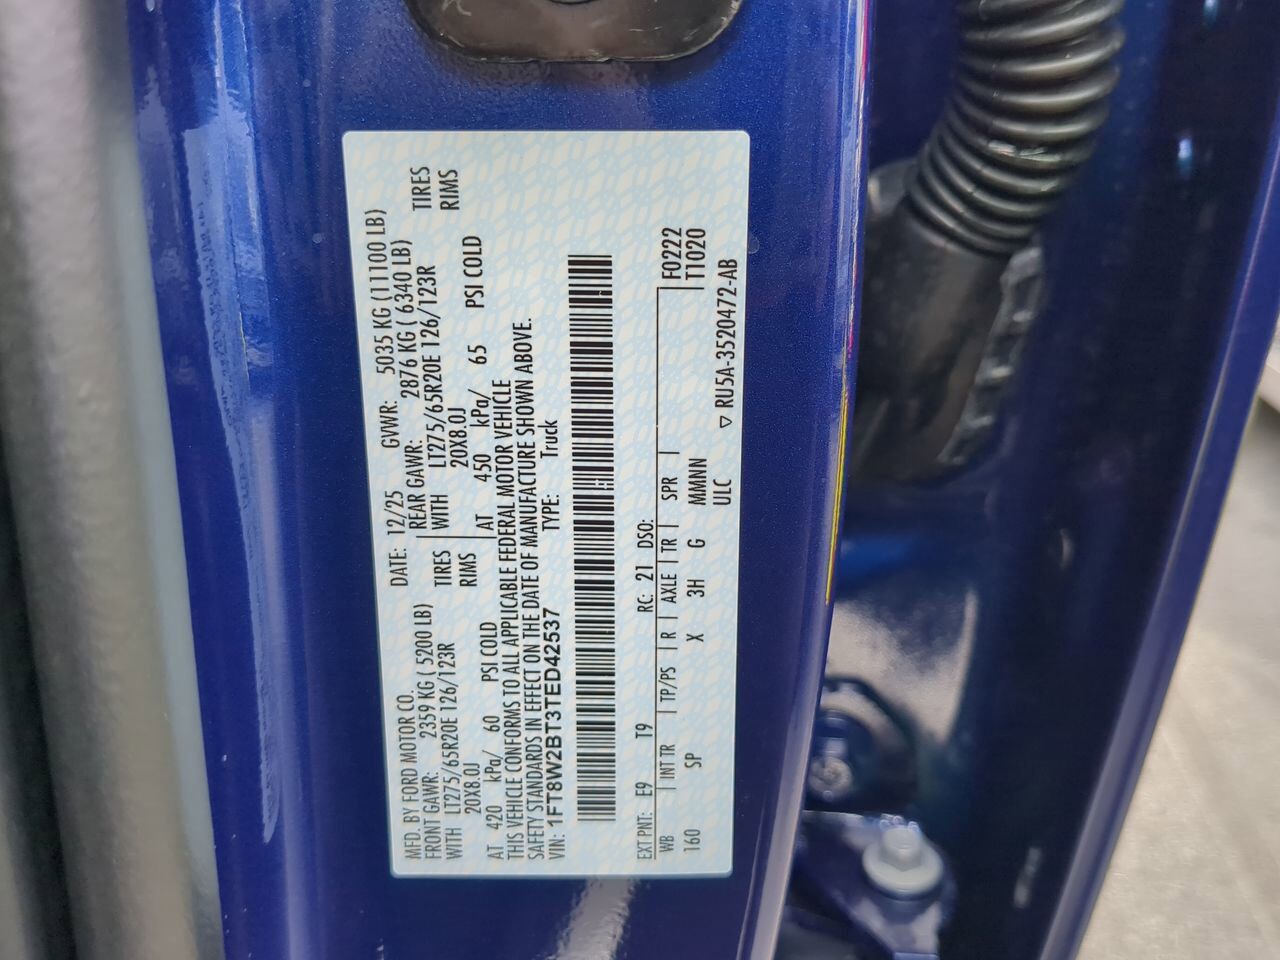 MFD. BY FORD MOTOR CO.
DATE: 12/25 GVWR: 5035 KG (11100 LB)
FRONT GAWR: 2359 KG ( 5200 LB) REAR GAWR: 2876 KG ( 6340 LB)
WITH LT275/65R20E 126/123R TIRES WITH LT275/65R20E 126/123R TIRES
20X8.0J RIMS 20X8.0J RIMS
AT 420 kPa/ 60 PSI COLD AT 450 kPa/ 65 PSI COLD
THIS VEHICLE CONFORMS TO ALL APPLICABLE FEDERAL MOTOR VEHICLE
SAFETY STANDARDS IN EFFECT ON THE DATE OF MANUFACTURE SHOWN ABOVE.
VIN: 1FT8W2BT3TED42537 TYPE: Truck
EXT PNT: E9 T9 RC: 21 DSO: F0222
WB INT TR TP/PS R AXLE TR SPR T1020
160 SP X 3H G MMNN
ULC ▽ RU5A-3520472-AB